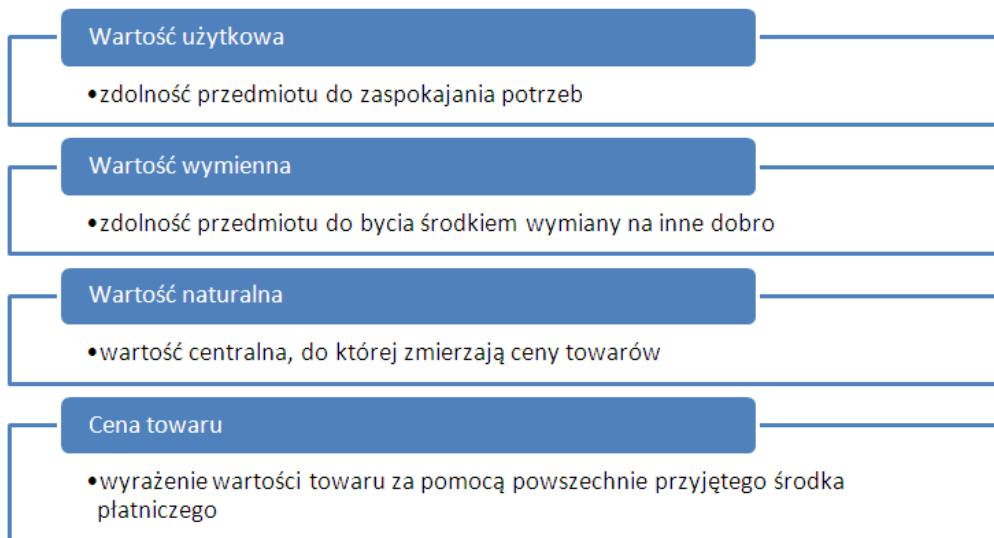 Wartość użytkowa
•zdolność przedmiotu do zaspokajania potrzeb
Wartość wymienna
•zdolność przedmiotu do bycia środkiem wymiany na inne dobro
Wartość naturalna
•wartość centralna, do której zmierzają ceny towarów
Cena towaru
•wyrażenie wartości towaru za pomocą powszechnie przyjętego środka
płatniczego